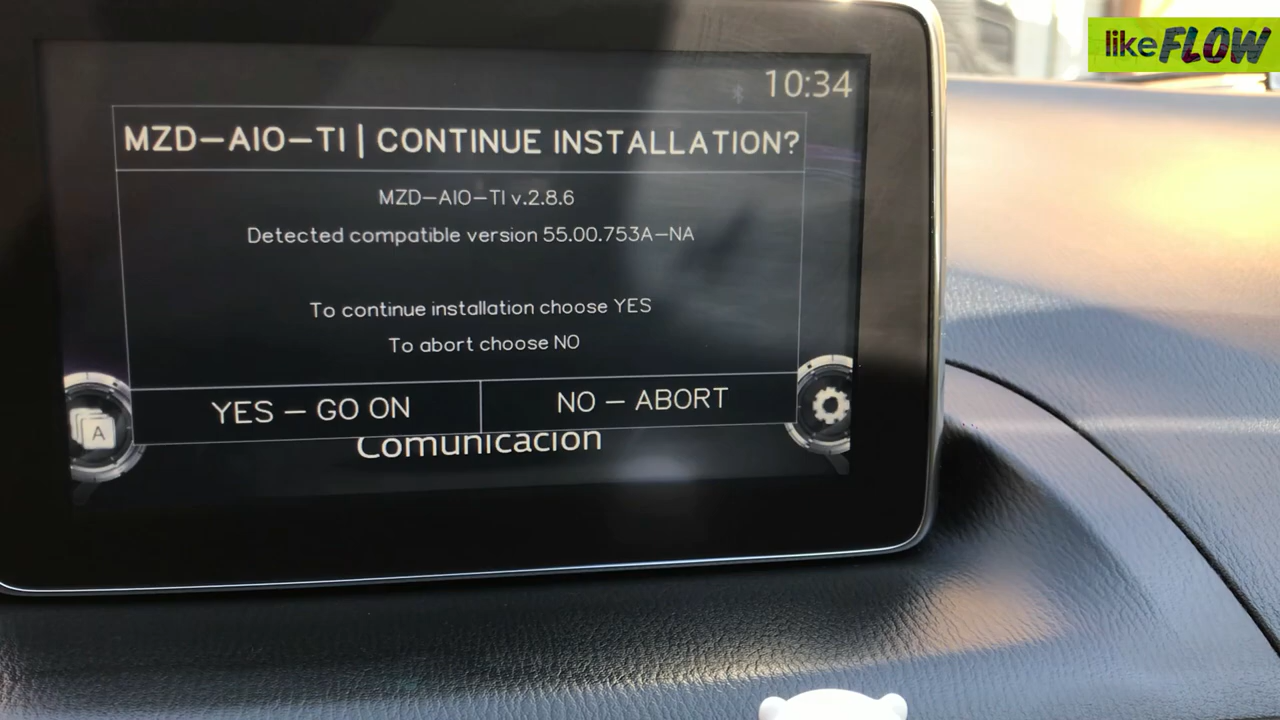 likeFLOW
10:34
MZD-AIO-TI | CONTINUE INSTALLATION?
MZD-AIO-TI v.2.8.6
Detected compatible version 55.00.753A-NA
To continue installation choose YES
To abort choose NO
YES - GO ON
NO - ABORT
A
Comunicación